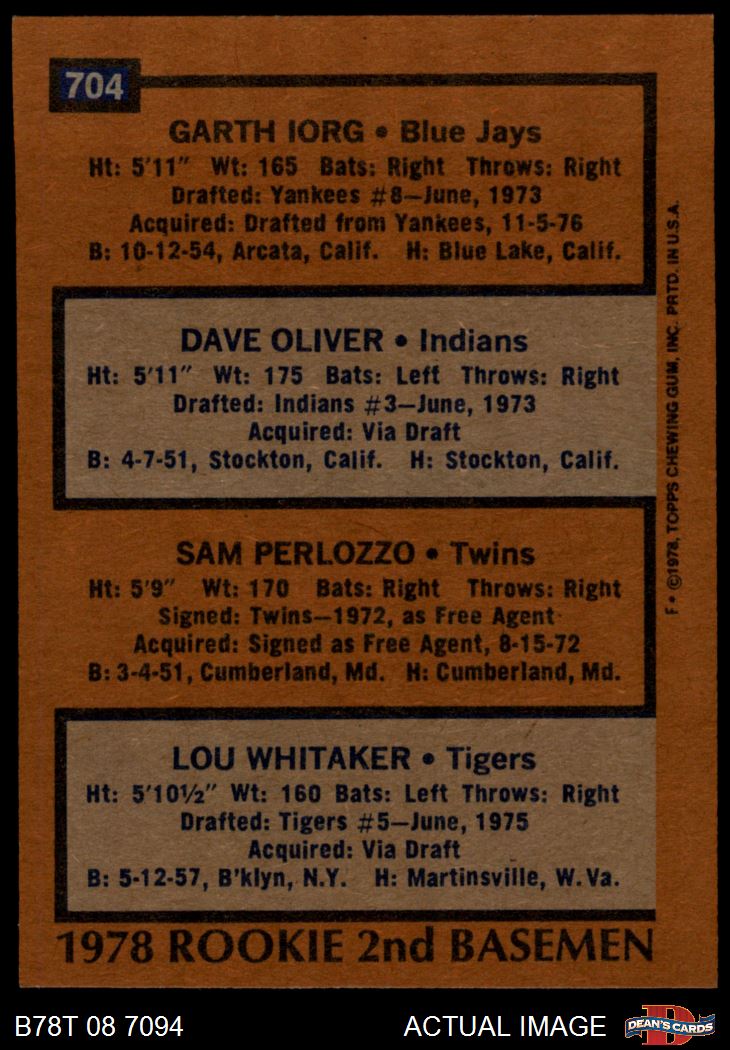 704
GARTH IORG • Blue Jays
Ht: 5'11" Wt: 165 Bats: Right Throws: Right
Drafted: Yankees #8—June, 1973
Acquired: Drafted from Yankees, 11-5-76
B: 10-12-54, Arcata, Calif. H: Blue Lake, Calif.
DAVE OLIVER • Indians
Ht: 5'11" Wt: 175 Bats: Left Throws: Right
Drafted: Indians #3—June, 1973
Acquired: Via Draft
B: 4-7-51, Stockton, Calif. H: Stockton, Calif.
SAM PERLOZZO • Twins
Ht: 5'9" Wt: 170 Bats: Right Throws: Right
Signed: Twins—1972, as Free Agent
Acquired: Signed as Free Agent, 8-15-72
B: 3-4-51, Cumberland, Md. H: Cumberland, Md.
LOU WHITAKER • Tigers
Ht: 5'10½" Wt: 160 Bats: Left Throws: Right
Drafted: Tigers #5—June, 1975
Acquired: Via Draft
B: 5-12-57, B'klyn, N.Y. H: Martinsville, W.Va.
1978 ROOKIE 2nd BASEMEN
F• ©1978, TOPPS CHEWING GUM, INC. PRTD. IN U.S.A.
B78T 08 7094
ACTUAL IMAGE
D
DEAN'S CARDS